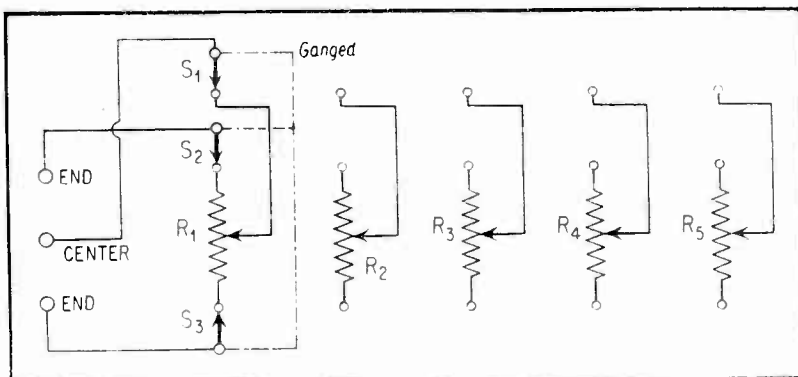 Ganged
S1
S2
END
R1
CENTER
END
S3
R2
R3
R4
R5